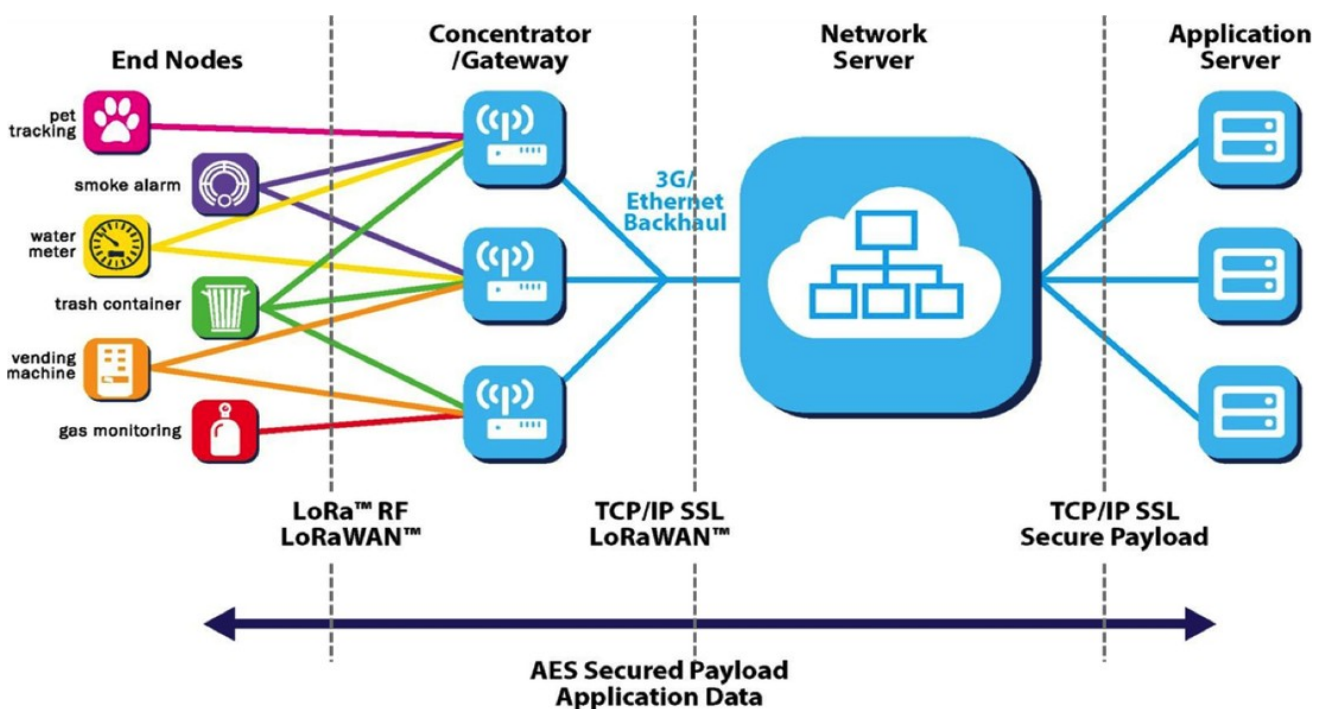 End Nodes
Concentrator
/Gateway
Network
Server
Application
Server
pet
tracking
smoke alarm
water
meter
trash container
vending
machine
gas monitoring
3G/
Ethernet
Backhaul
LoRa™ RF
LoRaWAN™
TCP/IP SSL
LoRaWAN™
TCP/IP SSL
Secure Payload
AES Secured Payload
Application Data